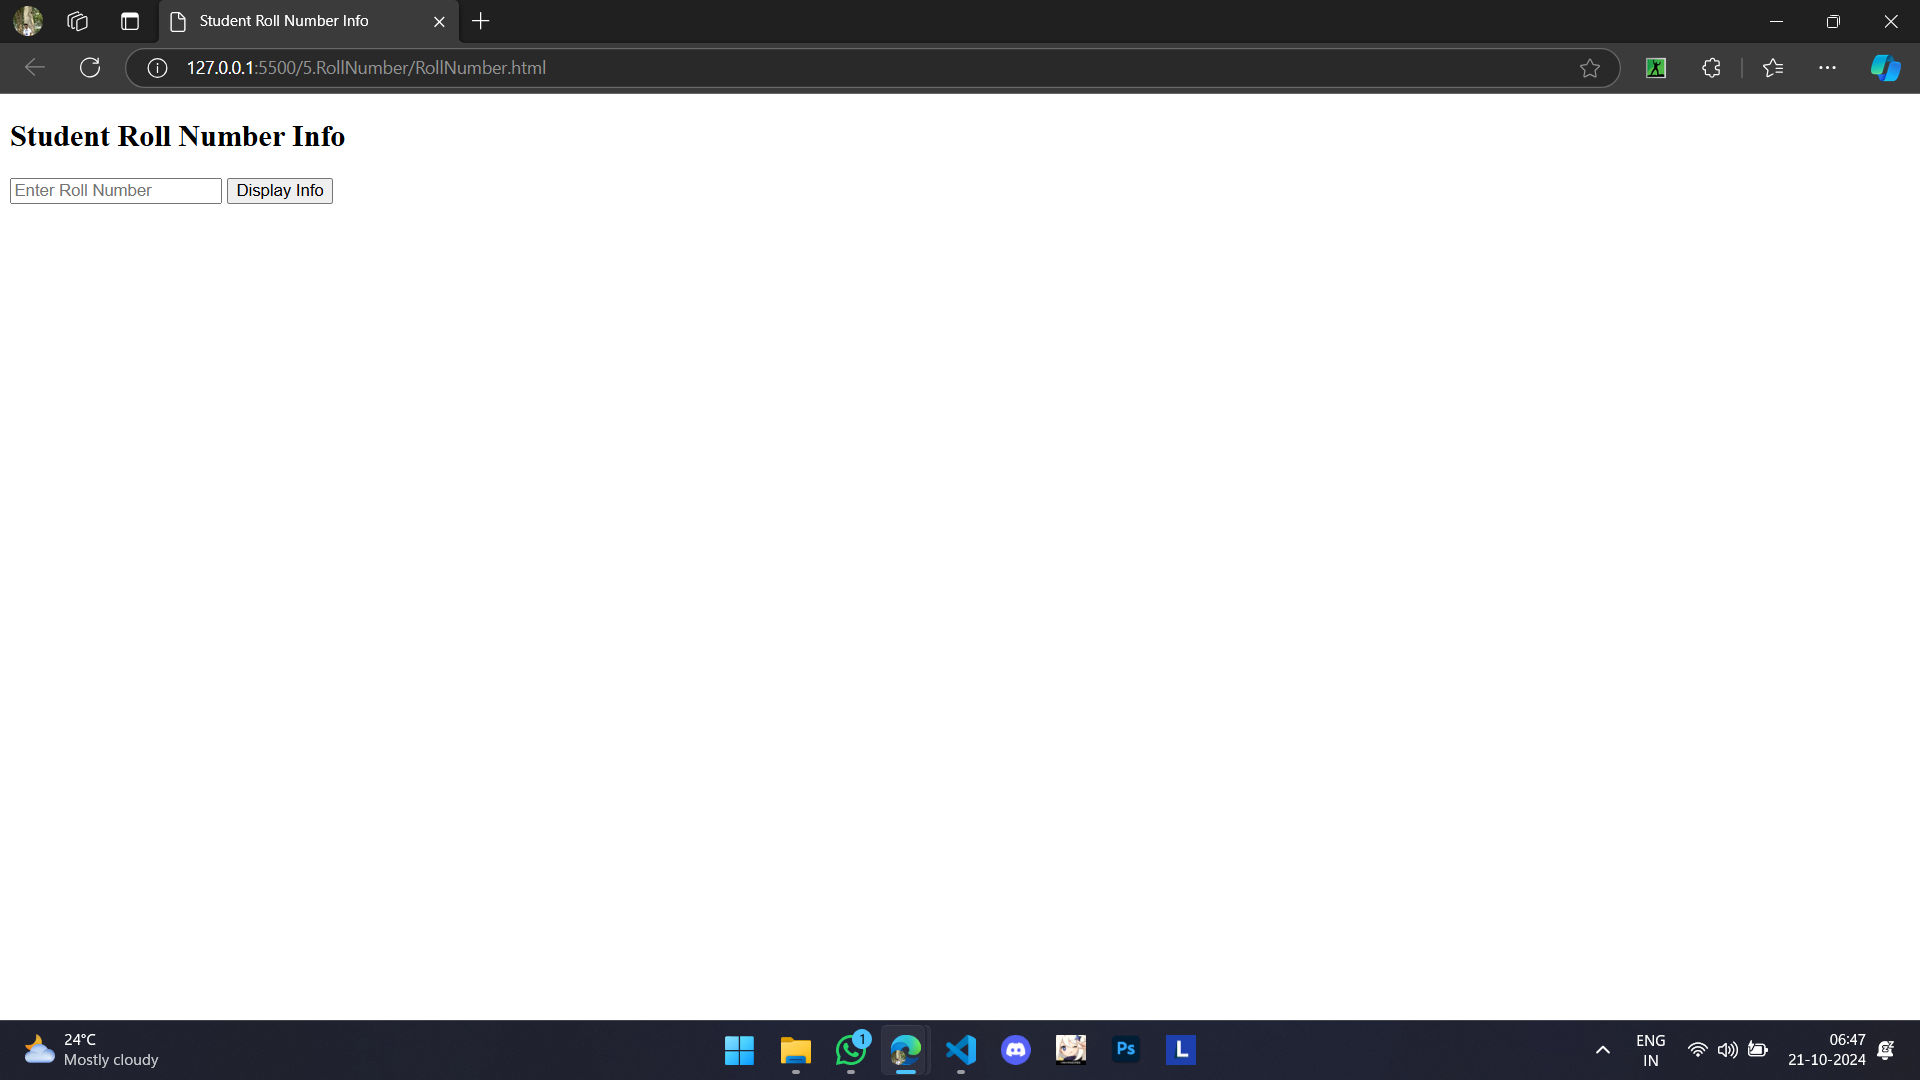 Student Roll Number Info
127.0.0.1:5500/5.RollNumber/RollNumber.html
Student Roll Number Info
Enter Roll Number
Display Info
24°C
Mostly cloudy
1
Ps
L
ENG
IN
06:47
21-10-2024